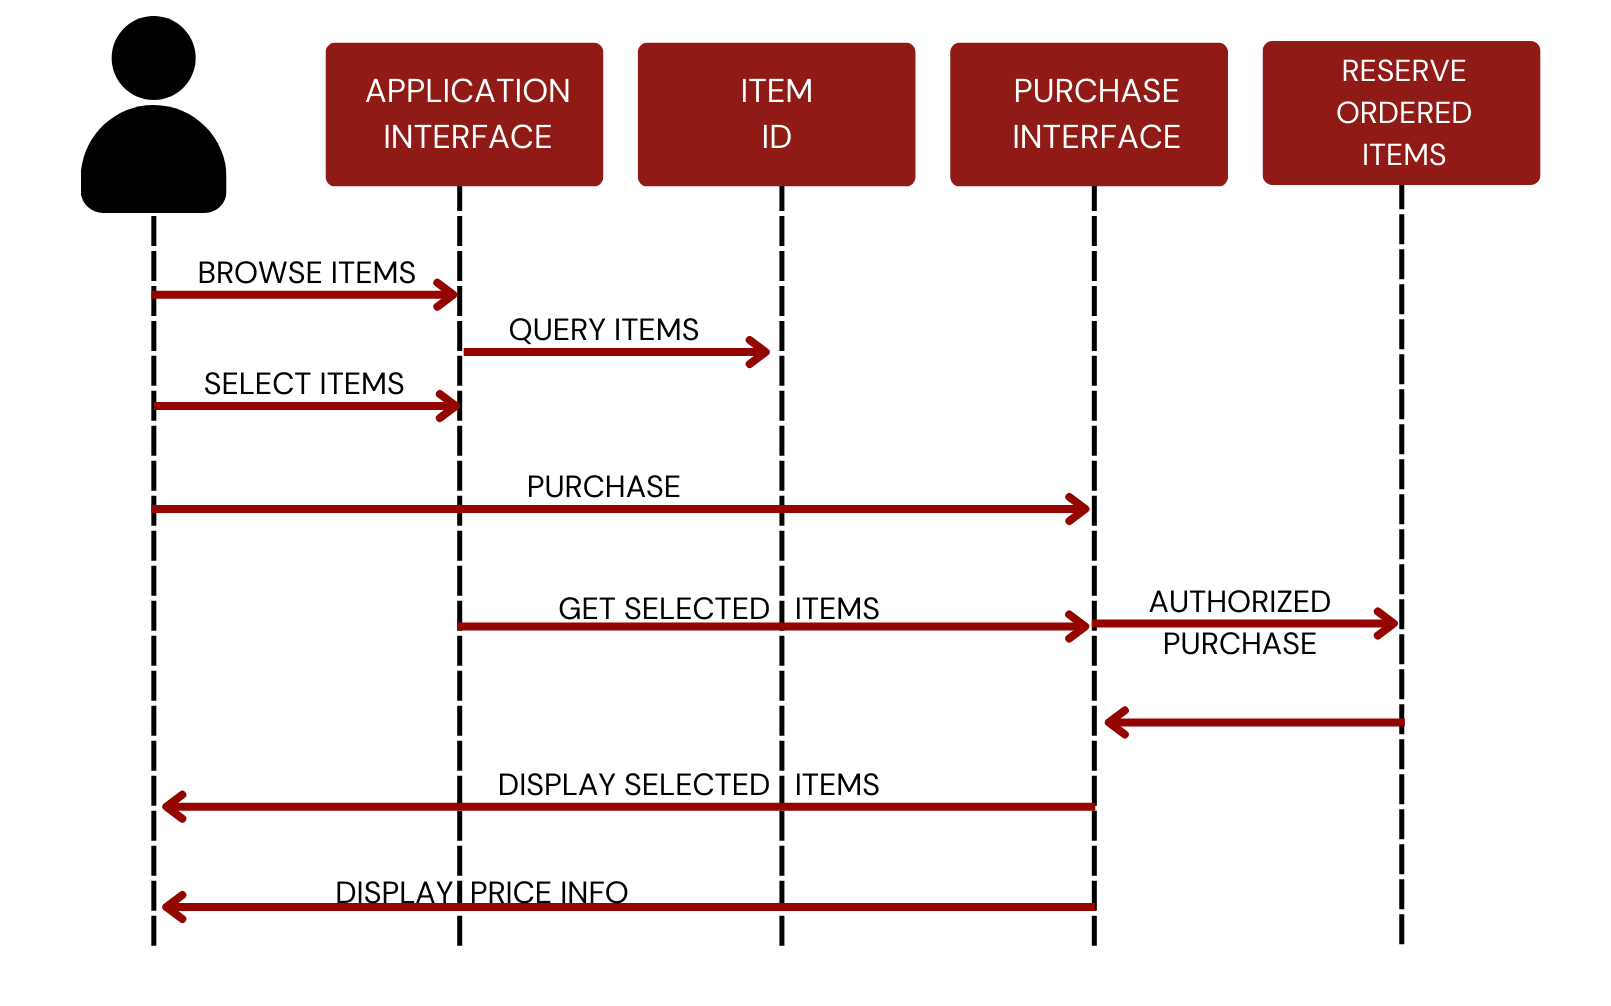 APPLICATION
INTERFACE
ITEM
ID
PURCHASE
INTERFACE
RESERVE
ORDERED
ITEMS
BROWSE ITEMS
QUERY ITEMS
SELECT ITEMS
PURCHASE
GET SELECTED ITEMS
AUTHORIZED
PURCHASE
DISPLAY SELECTED ITEMS
DISPLAY PRICE INFO